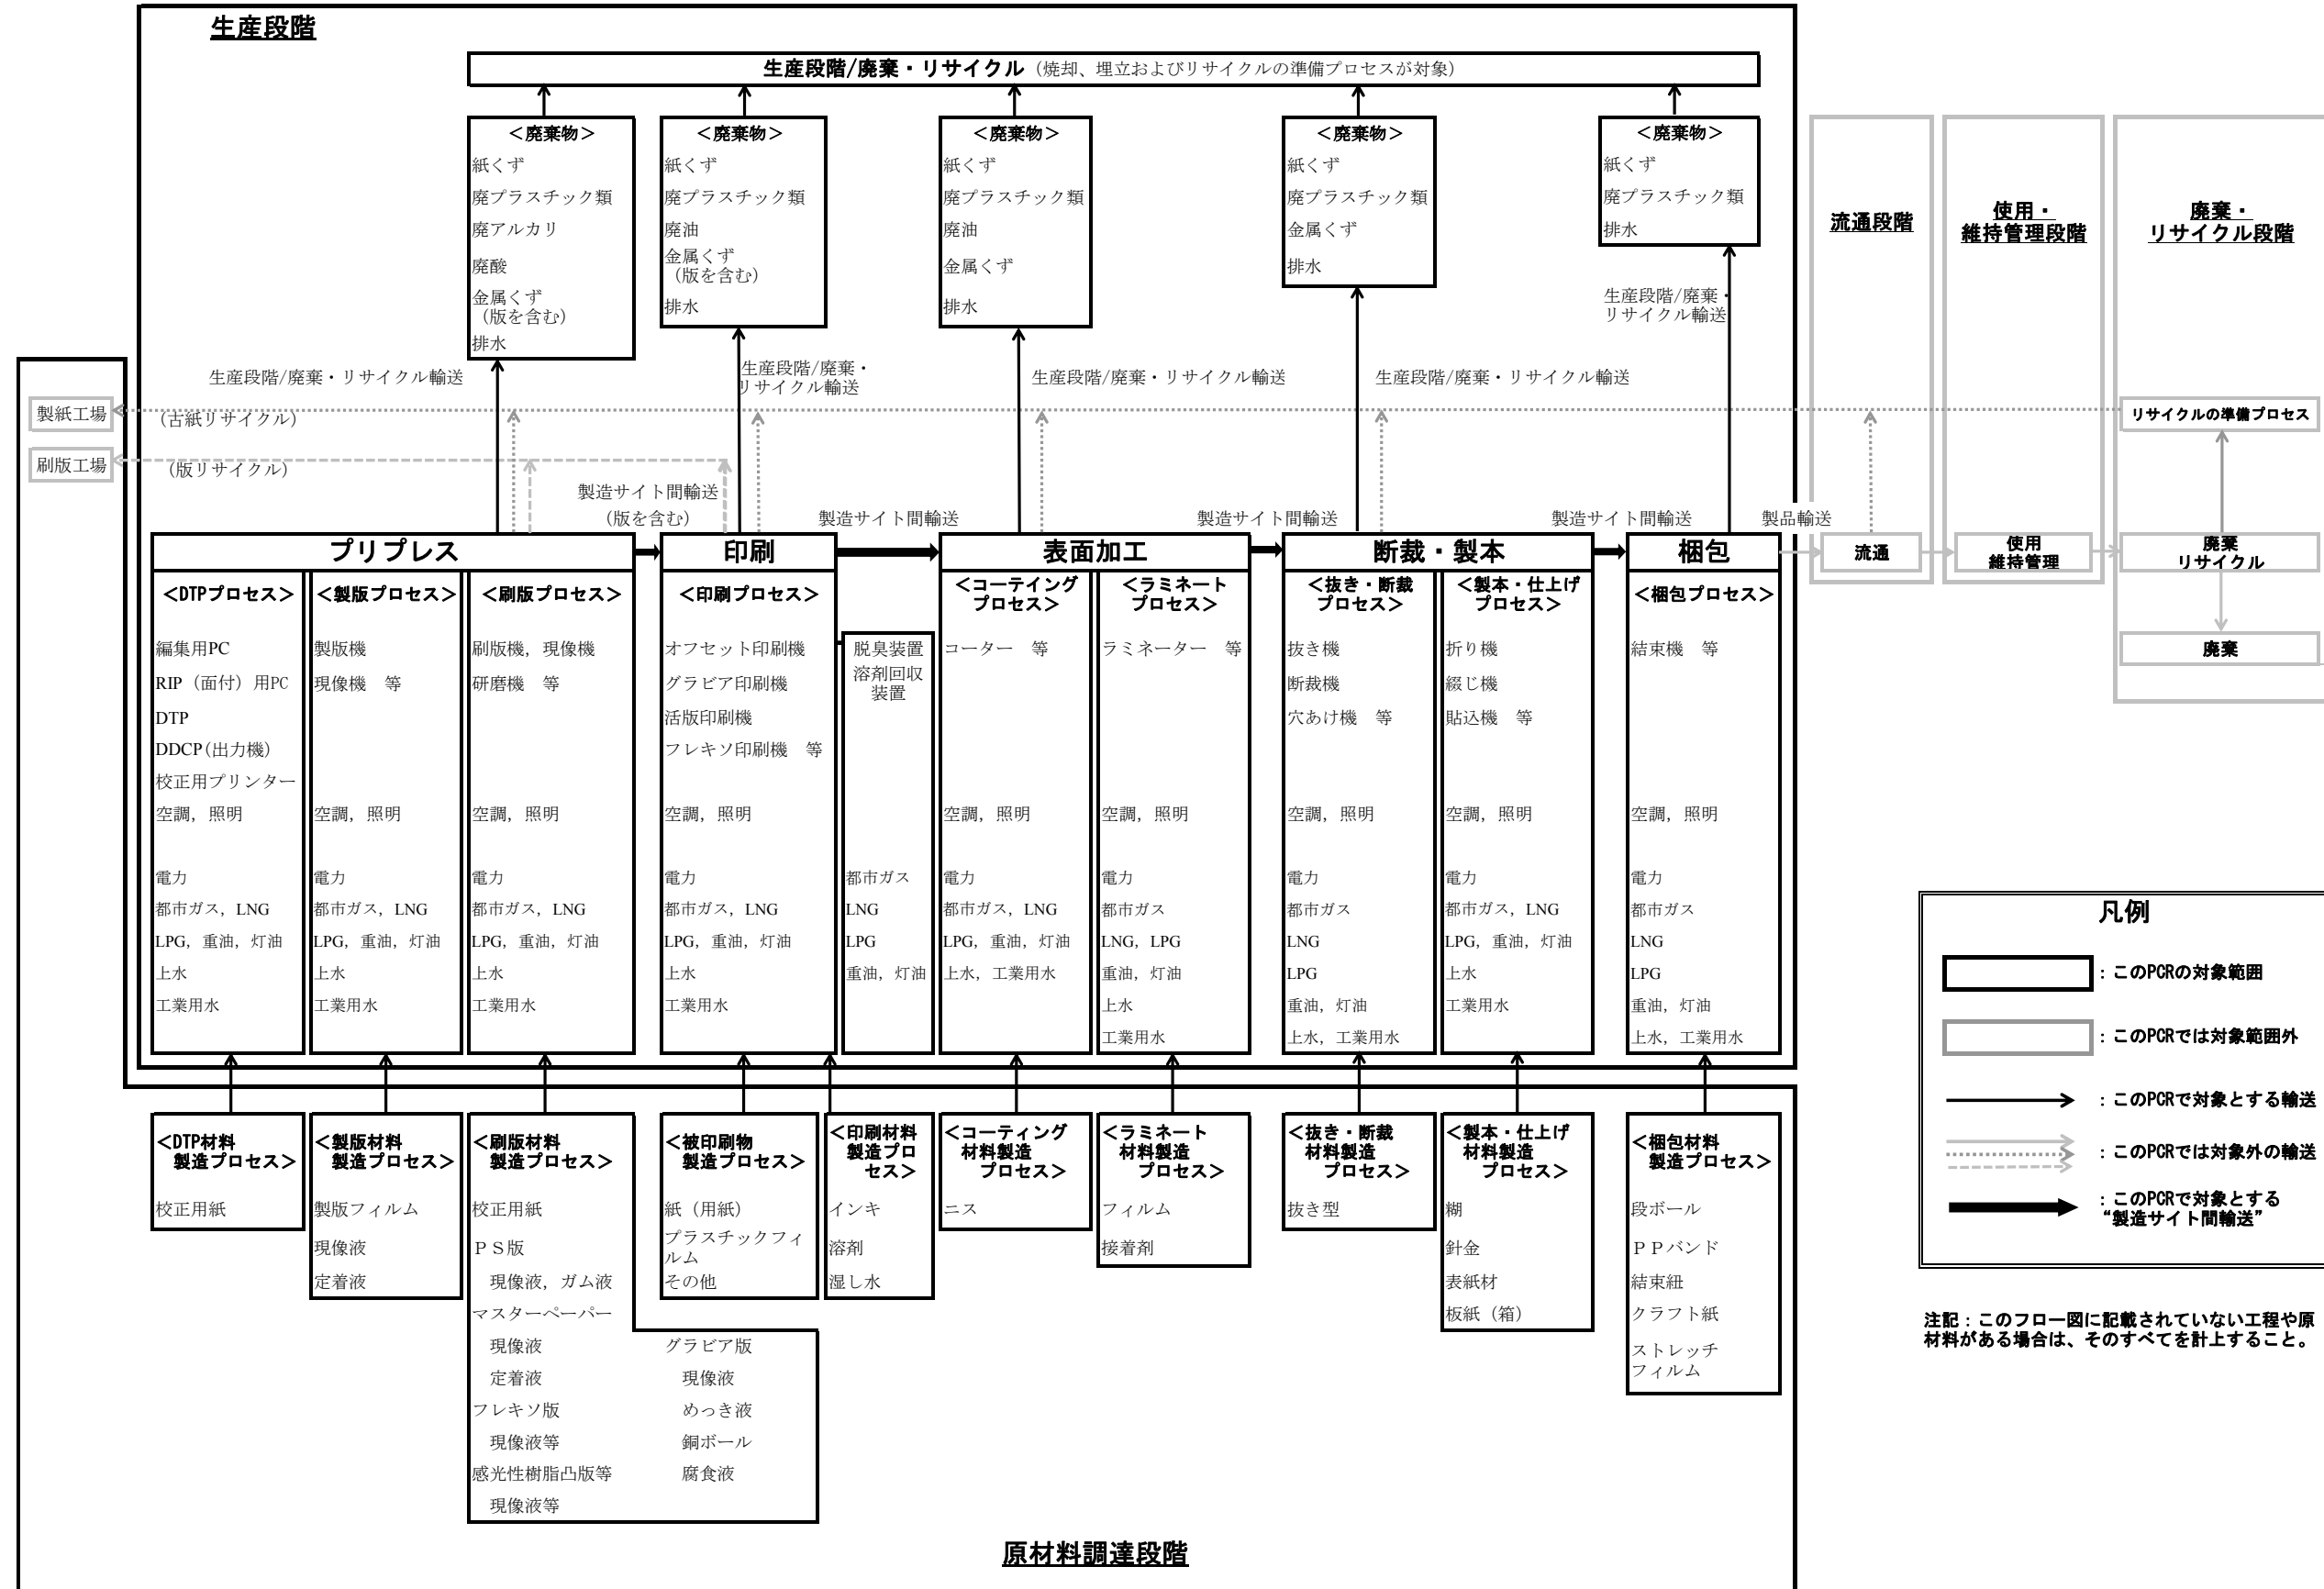 生産段階
生産段階/廃棄・リサイクル（焼却、埋立およびリサイクルの準備プロセスが対象）
＜廃棄物＞
紙くず
廃プラスチック類
廃アルカリ
廃酸
金属くず
（版を含む）
排水
＜廃棄物＞
紙くず
廃プラスチック類
廃油
金属くず
（版を含む）
排水
＜廃棄物＞
紙くず
廃プラスチック類
廃油
金属くず
排水
＜廃棄物＞
紙くず
廃プラスチック類
金属くず
排水
＜廃棄物＞
紙くず
廃プラスチック類
排水
流通段階
使用・
維持管理段階
廃棄・
リサイクル段階
生産段階/廃棄・リサイクル輸送
生産段階/廃棄・
リサイクル輸送
生産段階/廃棄・リサイクル輸送
生産段階/廃棄・リサイクル輸送
生産段階/廃棄・
リサイクル輸送
製紙工場
（古紙リサイクル）
刷版工場
（版リサイクル）
リサイクルの準備プロセス
製造サイト間輸送
（版を含む）
製造サイト間輸送
製造サイト間輸送
製造サイト間輸送
製品輸送
プリプレス
印刷
表面加工
断裁・製本
梱包
流通
使用
維持管理
廃棄
リサイクル
廃棄
＜DTPプロセス＞
編集用PC
RIP（面付）用PC
DTP
DDCP(出力機）
校正用プリンター
空調，照明
電力
都市ガス，LNG
LPG，重油，灯油
上水
工業用水
＜製版プロセス＞
製版機
現像機　等
空調，照明
電力
都市ガス，LNG
LPG，重油，灯油
上水
工業用水
＜刷版プロセス＞
刷版機，現像機
研磨機　等
空調，照明
電力
都市ガス，LNG
LPG，重油，灯油
上水
工業用水
＜印刷プロセス＞
オフセット印刷機
グラビア印刷機
活版印刷機
フレキソ印刷機　等
空調，照明
電力
都市ガス，LNG
LPG，重油，灯油
上水
工業用水
脱臭装置
溶剤回収
装置
都市ガス
LNG
LPG
重油，灯油
＜コーテイング
プロセス＞
コーター　等
空調，照明
電力
都市ガス，LNG
LPG，重油，灯油
上水，工業用水
＜ラミネート
プロセス＞
ラミネーター　等
空調，照明
電力
都市ガス
LNG，LPG
重油，灯油
上水
工業用水
＜抜き・断裁
プロセス＞
抜き機
断裁機
穴あけ機　等
空調，照明
電力
都市ガス
LNG
LPG
重油，灯油
上水，工業用水
＜製本・仕上げ
プロセス＞
折り機
綴じ機
貼込機　等
空調，照明
電力
都市ガス，LNG
LPG，重油，灯油
上水
工業用水
＜梱包プロセス＞
結束機　等
空調，照明
電力
都市ガス
LNG
LPG
重油，灯油
上水，工業用水
＜DTP材料
製造プロセス＞
校正用紙
＜製版材料
製造プロセス＞
製版フィルム
現像液
定着液
＜刷版材料
製造プロセス＞
校正用紙
ＰＳ版
現像液，ガム液
マスターペーパー
現像液
定着液
フレキソ版
現像液等
感光性樹脂凸版等
現像液等
グラビア版
現像液
めっき液
銅ボール
腐食液
＜被印刷物
製造プロセス＞
紙（用紙）
プラスチックフィ
ルム
その他
＜印刷材料
製造プロ
セス＞
インキ
溶剤
湿し水
＜コーティング
材料製造
プロセス＞
ニス
＜ラミネート
材料製造
プロセス＞
フィルム
接着剤
＜抜き・断裁
材料製造
プロセス＞
抜き型
＜製本・仕上げ
材料製造
プロセス＞
糊
針金
表紙材
板紙（箱）
＜梱包材料
製造プロセス＞
段ボール
ＰＰバンド
結束紐
クラフト紙
ストレッチ
フィルム
原材料調達段階
凡例
：このPCRの対象範囲
：このPCRでは対象範囲外
：このPCRで対象とする輸送
：このPCRでは対象外の輸送
：このPCRで対象とする
“製造サイト間輸送”
注記：このフロー図に記載されていない工程や原
材料がある場合は、そのすべてを計上すること。